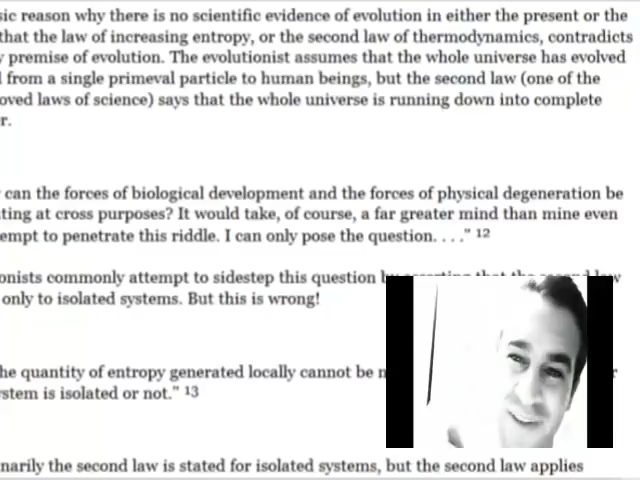 sic reason why there is no scientific evidence of evolution in either the present or the
that the law of increasing entropy, or the second law of thermodynamics, contradicts
premise of evolution. The evolutionist assumes that the whole universe has evolved
from a single primeval particle to human beings, but the second law (one of the
oved laws of science) says that the whole universe is running down into complete
r.
can the forces of biological development and the forces of physical degeneration be
ting at cross purposes? It would take, of course, a far greater mind than mine even
empt to penetrate this riddle. I can only pose the question. . . ." 12
onists commonly attempt to sidestep this question by asserting that the second law
only to isolated systems. But this is wrong!
he quantity of entropy generated locally cannot be
stem is isolated or not." 13
narily the second law is stated for isolated systems, but the second law applies